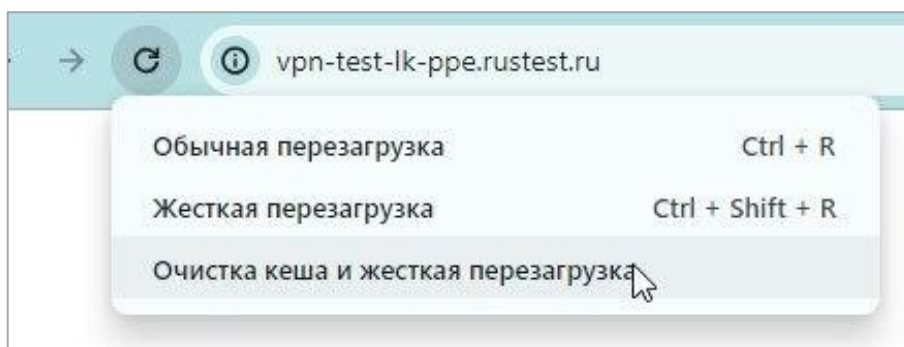 vpn-test-lk-ppe.rustest.ru
Обычная перезагрузка Ctrl + R
Жесткая перезагрузка Ctrl + Shift + R
Очистка кеша и жесткая перезагрузка